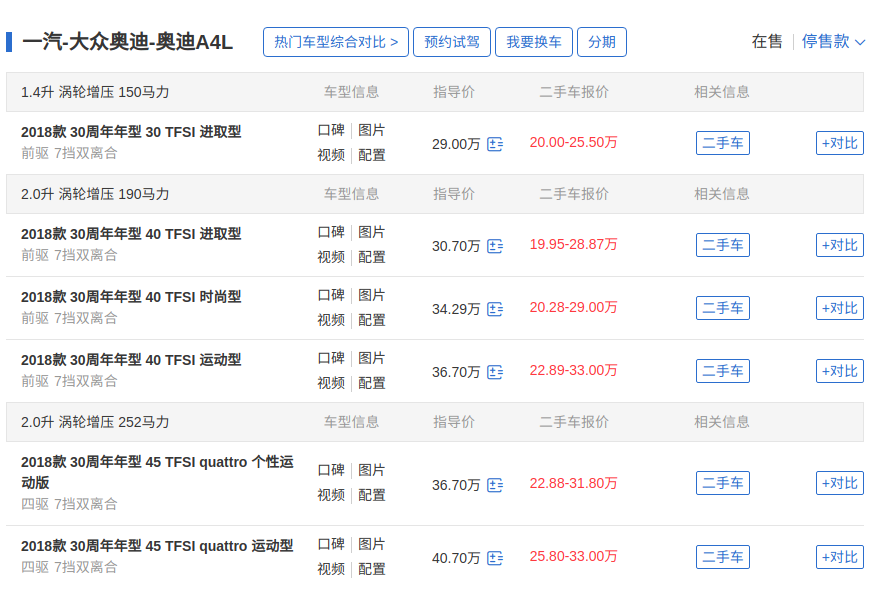 一汽-大众奥迪-奥迪A4L 热门车型综合对比 > 预约试驾 我要换车 分期 在售 停售款
1.4升 涡轮增压 150马力 车型信息 指导价 二手车报价 相关信息
2018款 30周年年型 30 TFSI 进取型 口碑 图片
前驱 7挡双离合 视频 配置 29.00万 20.00-25.50万 二手车 +对比
2.0升 涡轮增压 190马力 车型信息 指导价 二手车报价 相关信息
2018款 30周年年型 40 TFSI 进取型 口碑 图片
前驱 7挡双离合 视频 配置 30.70万 19.95-28.87万 二手车 +对比
2018款 30周年年型 40 TFSI 时尚型 口碑 图片
前驱 7挡双离合 视频 配置 34.29万 20.28-29.00万 二手车 +对比
2018款 30周年年型 40 TFSI 运动型 口碑 图片
前驱 7挡双离合 视频 配置 36.70万 22.89-33.00万 二手车 +对比
2.0升 涡轮增压 252马力 车型信息 指导价 二手车报价 相关信息
2018款 30周年年型 45 TFSI quattro 个性运 口碑 图片
动版 36.70万 22.88-31.80万 二手车 +对比
四驱 7挡双离合 视频 配置
2018款 30周年年型 45 TFSI quattro 运动型 口碑 图片
四驱 7挡双离合 视频 配置 40.70万 25.80-33.00万 二手车 +对比